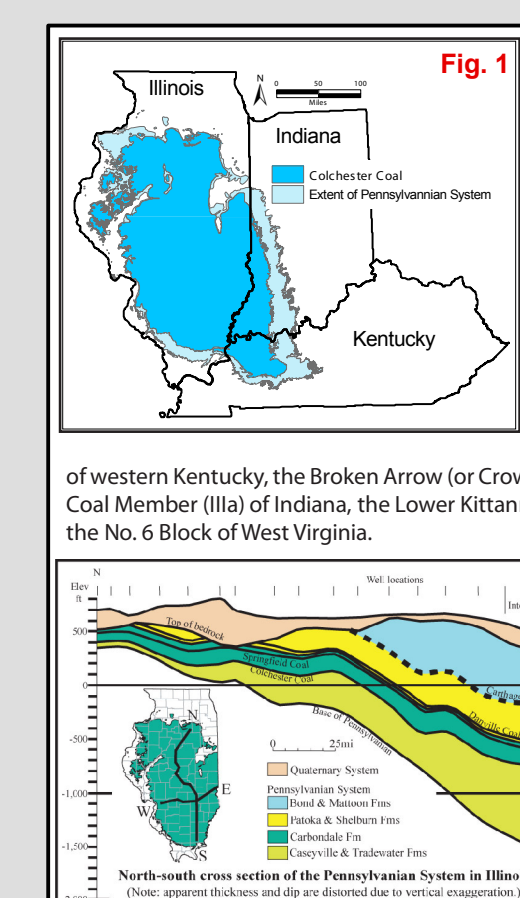 Fig. 1
Illinois
N
0 50 100
Miles
Indiana
Colchester Coal
Extent of Pennsylvannian System
Kentucky
of western Kentucky, the Broken Arrow (or Crow
Coal Member (IIIa) of Indiana, the Lower Kittann
the No. 6 Block of West Virginia.
N
Elev
ft
Well locations
Inte
500
Top of bedrock
Springfield Coal
Colchester Coal
Carthage
0
Danville Coal
Base of Pennsylvanian
N
0 25mi
-500
Quaternary System
Pennsylvanian System
E
-1,000
Bond & Mattoon Fms
W
Patoka & Shelburn Fms
Carbondale Fm
-1,500
S
Caseyville & Tradewater Fms
North-south cross section of the Pennsylvanian System in Illino
(Note: apparent thickness and dip are distorted due to vertical exaggeration.)